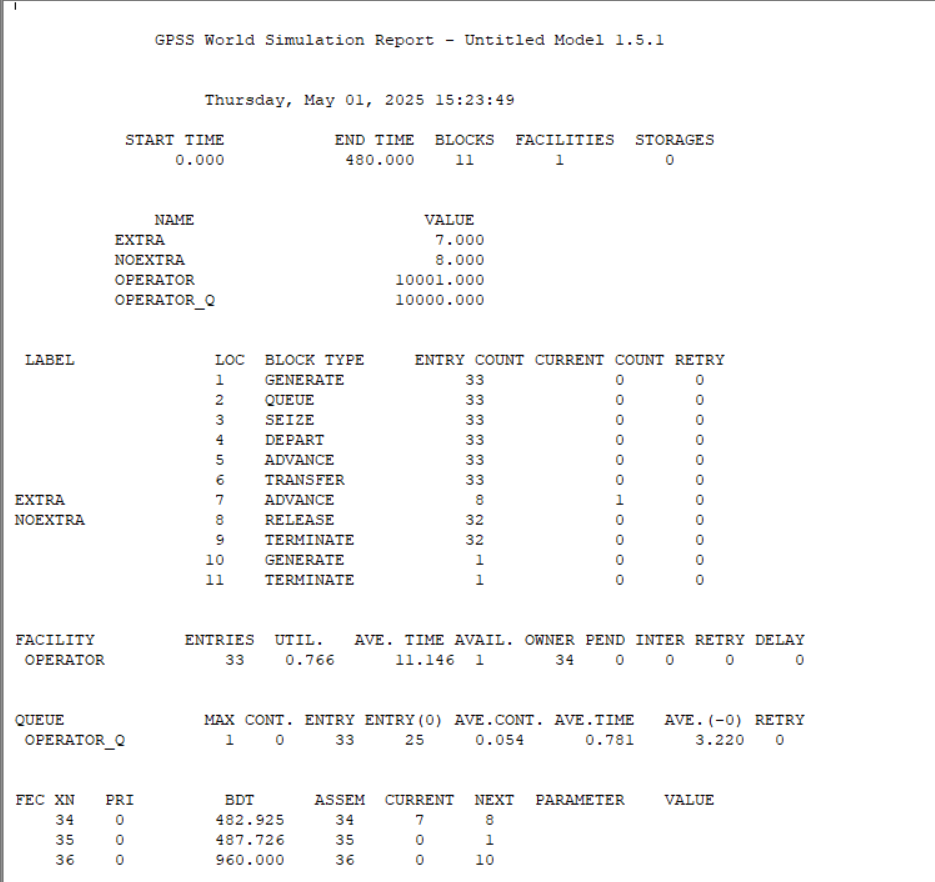 GPSS World Simulation Report - Untitled Model 1.5.1
Thursday, May 01, 2025 15:23:49
START TIME END TIME BLOCKS FACILITIES STORAGES
0.000 480.000 11 1 0
NAME VALUE
EXTRA 7.000
NOEXTRA 8.000
OPERATOR 10001.000
OPERATOR_Q 10000.000
LABEL LOC BLOCK TYPE ENTRY COUNT CURRENT COUNT RETRY
1 GENERATE 33 0 0
2 QUEUE 33 0 0
3 SEIZE 33 0 0
4 DEPART 33 0 0
5 ADVANCE 33 0 0
6 TRANSFER 33 0 0
EXTRA 7 ADVANCE 8 1 0
NOEXTRA 8 RELEASE 32 0 0
9 TERMINATE 32 0 0
10 GENERATE 1 0 0
11 TERMINATE 1 0 0
FACILITY ENTRIES UTIL. AVE. TIME AVAIL. OWNER PEND INTER RETRY DELAY
OPERATOR 33 0.766 11.146 1 34 0 0 0 0
QUEUE MAX CONT. ENTRY ENTRY(0) AVE.CONT. AVE.TIME AVE.(-0) RETRY
OPERATOR_Q 1 0 33 25 0.054 0.781 3.220 0
FEC XN PRI BDT ASSEM CURRENT NEXT PARAMETER VALUE
34 0 482.925 34 7 8
35 0 487.726 35 0 1
36 0 960.000 36 0 10